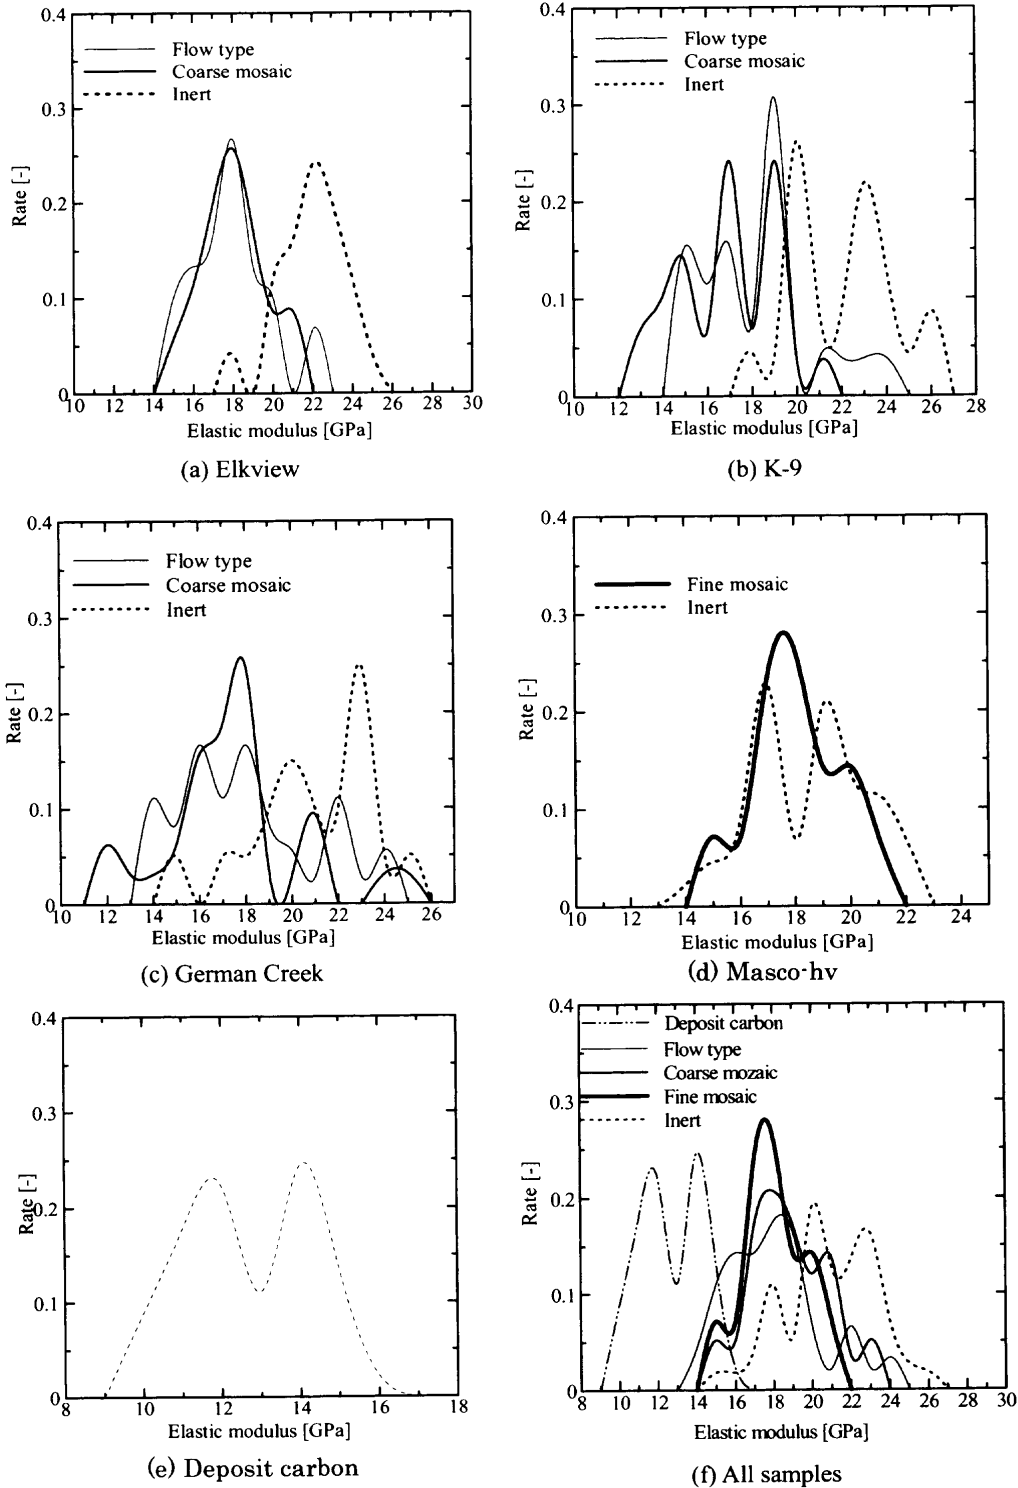 0.4
0.3
0.2
0.1
0
Rate [-]
Flow type
Coarse mosaic
Inert
10 12 14 16 18 20 22 24 26 28 30
Elastic modulus [GPa]
(a) Elkview
0.4
0.3
0.2
0.1
0
Rate [-]
Flow type
Coarse mosaic
Inert
10 12 14 16 18 20 22 24 26 28
Elastic modulus [GPa]
(b) K-9
0.4
0.3
0.2
0.1
0
Rate [-]
Flow type
Coarse mosaic
Inert
10 12 14 16 18 20 22 24 26
Elastic modulus [GPa]
(c) German Creek
0.4
0.3
0.2
0.1
0
Rate [-]
Fine mosaic
Inert
10 12 14 16 18 20 22 24
Elastic modulus [GPa]
(d) Masco-hv
0.4
0.3
0.2
0.1
0
Rate [-]
8 10 12 14 16 18
Elastic modulus [GPa]
(e) Deposit carbon
0.4
0.3
0.2
0.1
0
Rate [-]
Deposit carbon
Flow type
Coarse mozaic
Fine mosaic
Inert
8 10 12 14 16 18 20 22 24 26 28 30
Elastic modulus [GPa]
(f) All samples